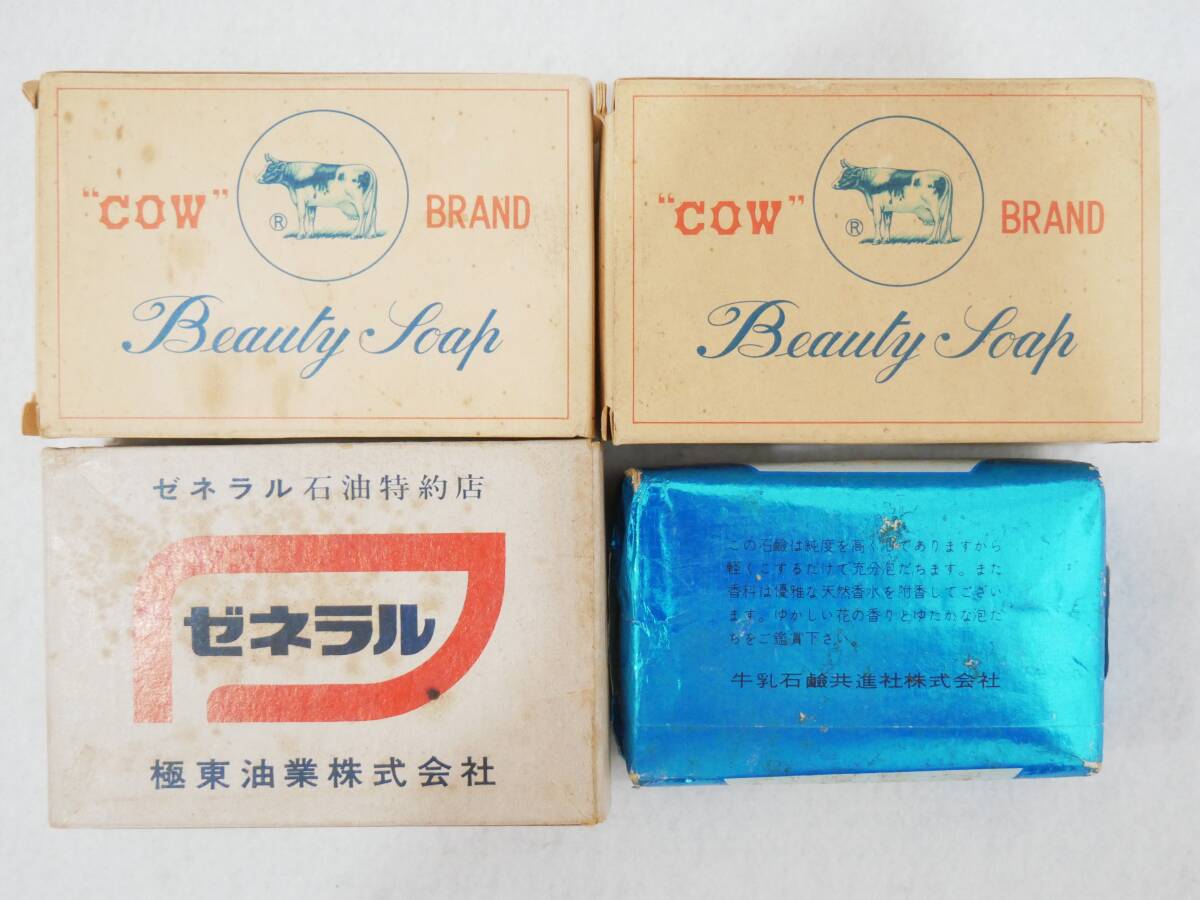 "COW" ® BRAND
Beauty Soap
"COW" ® BRAND
Beauty Soap
ゼネラル石油特約店
ゼネラル
極東油業株式会社
この石鹼は純度を高くしてありますから
軽くこするだけで充分泡だちます。また
香料は優雅な天然香水を附香してござい
ます。ゆかしい花の香りとゆたかな泡だ
ちをご鑑賞下さい。
牛乳石鹼共進社株式会社